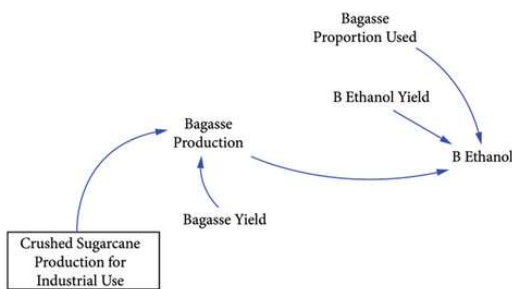 Bagasse
Proportion Used
B Ethanol Yield
Bagasse
Production
B Ethanol
Bagasse Yield
Crushed Sugarcane
Production for
Industrial Use